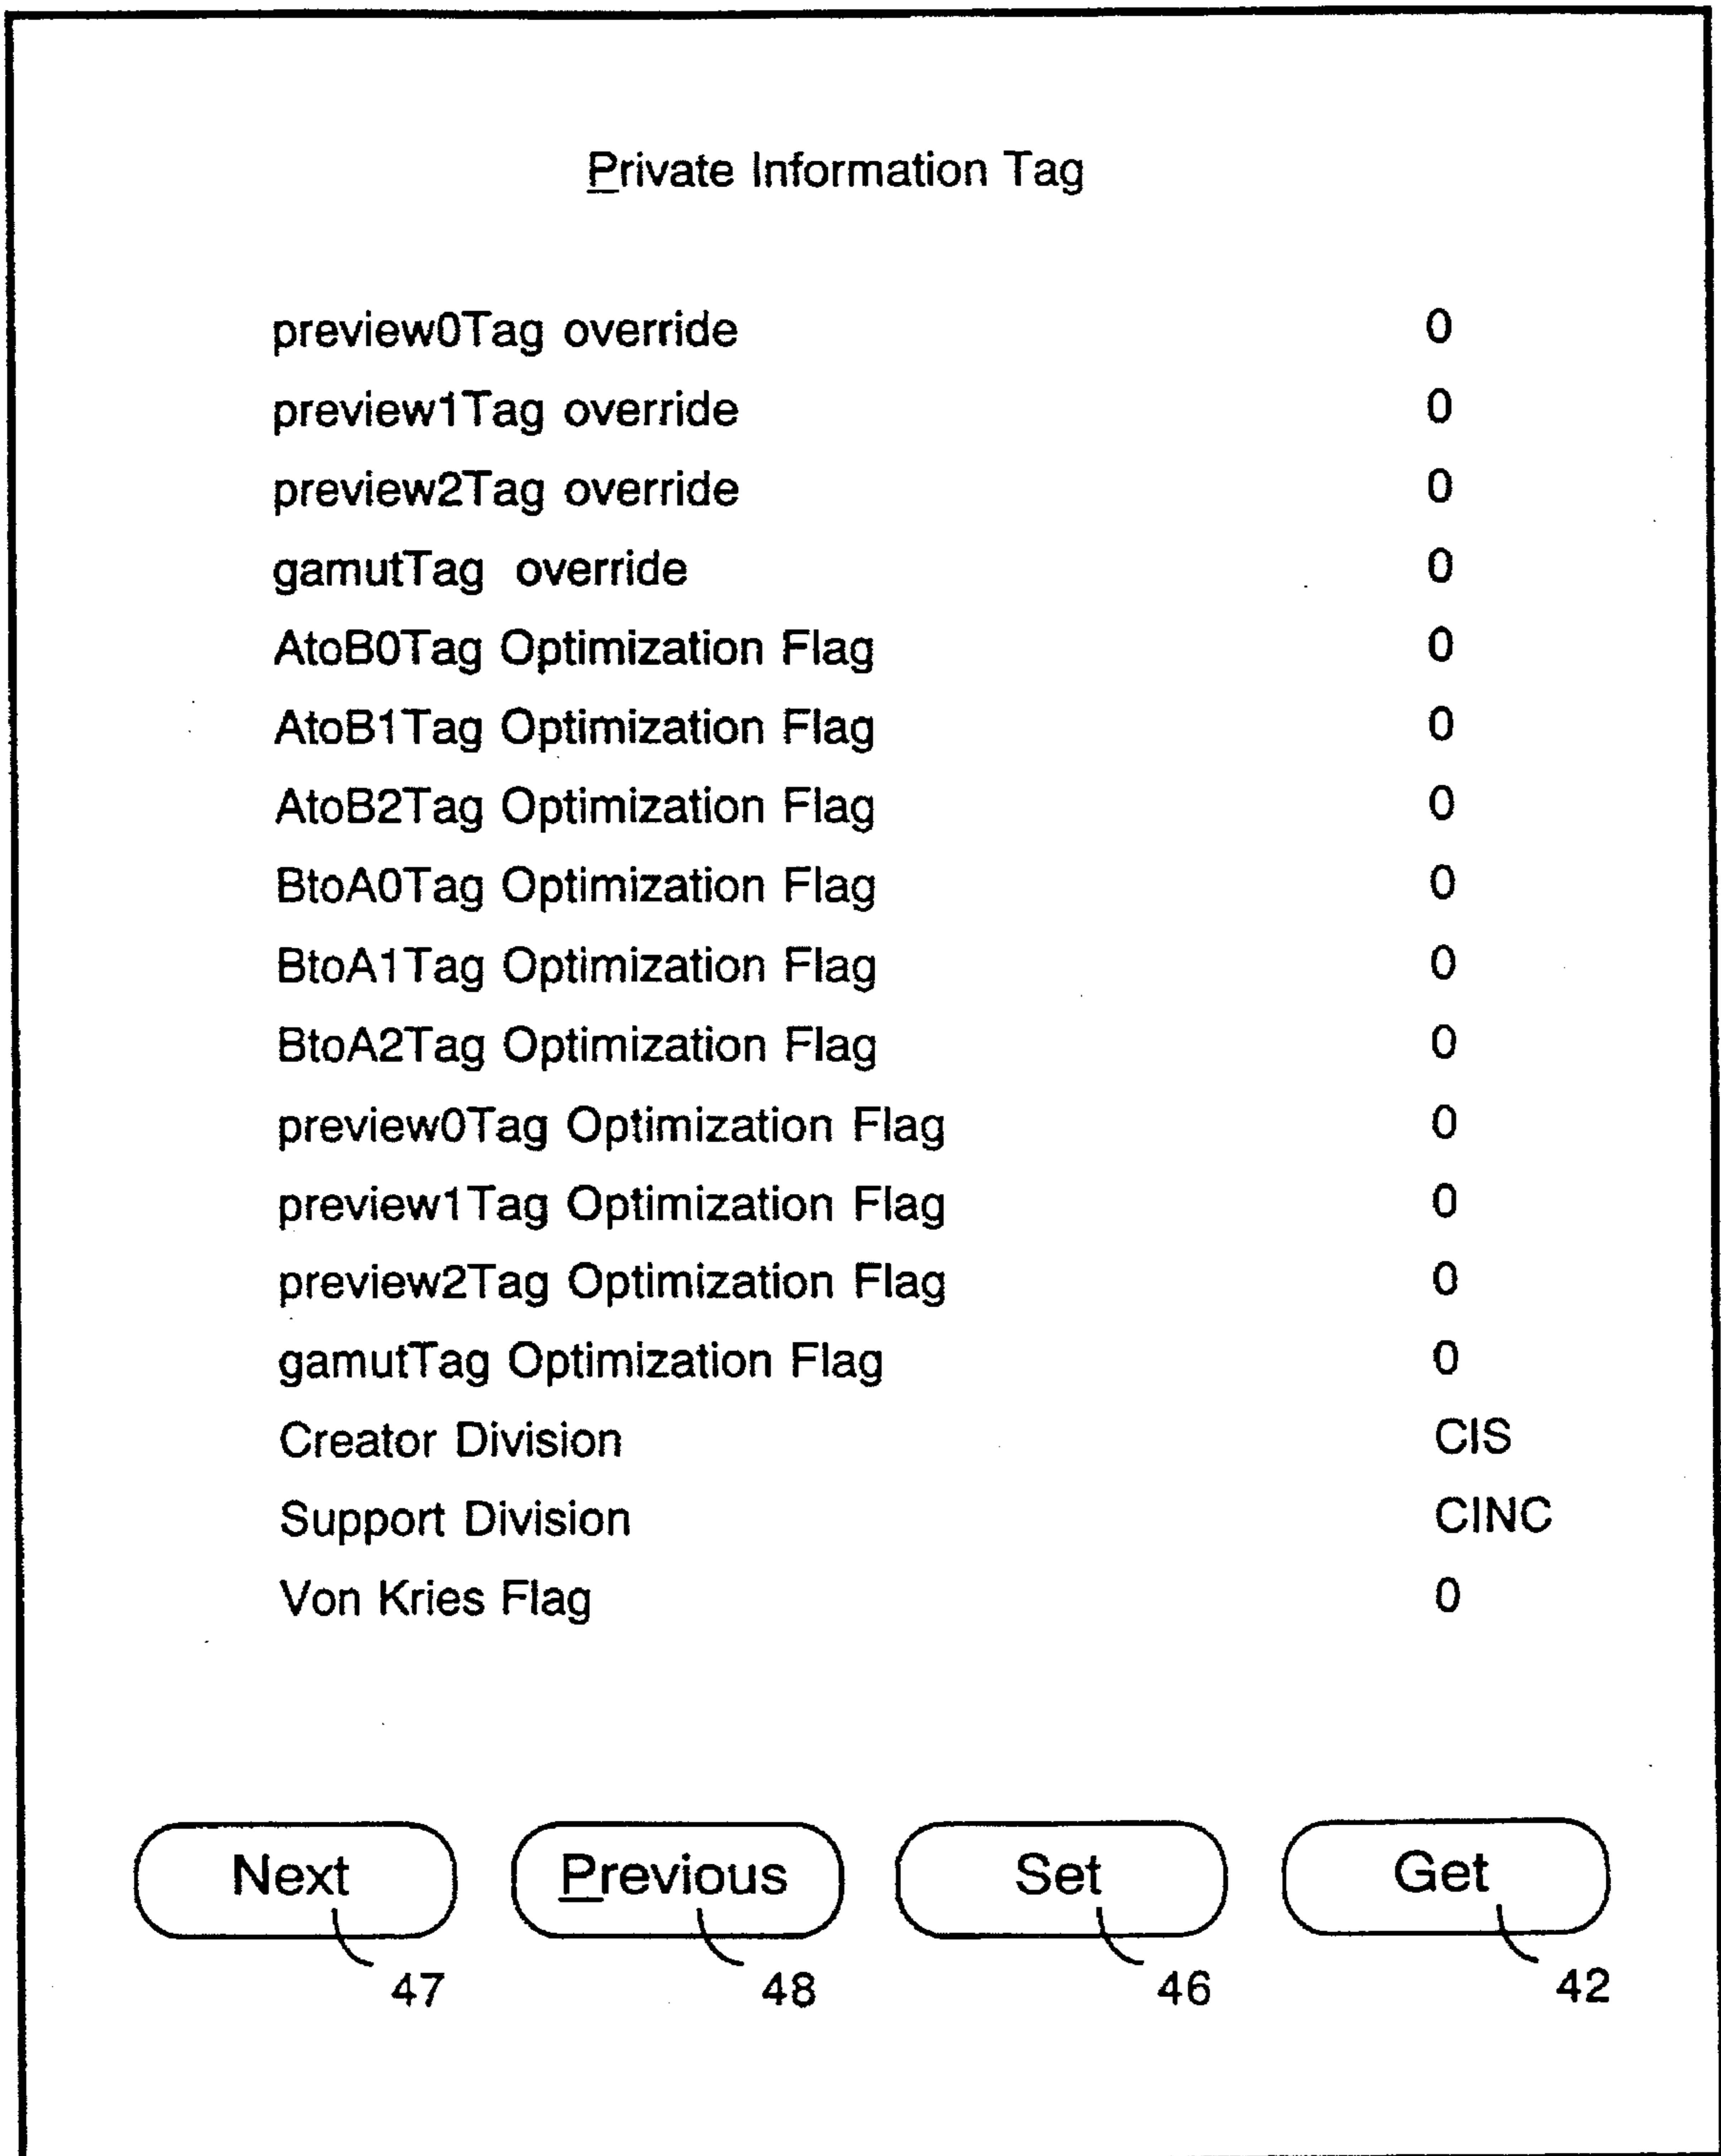 Private Information Tag
preview0Tag override 0
preview1Tag override 0
preview2Tag override 0
gamutTag override 0
AtoB0Tag Optimization Flag 0
AtoB1Tag Optimization Flag 0
AtoB2Tag Optimization Flag 0
BtoA0Tag Optimization Flag 0
BtoA1Tag Optimization Flag 0
BtoA2Tag Optimization Flag 0
preview0Tag Optimization Flag 0
preview1Tag Optimization Flag 0
preview2Tag Optimization Flag 0
gamutTag Optimization Flag 0
Creator Division CIS
Support Division CINC
Von Kries Flag 0
Next Previous Set Get
47 48 46 42